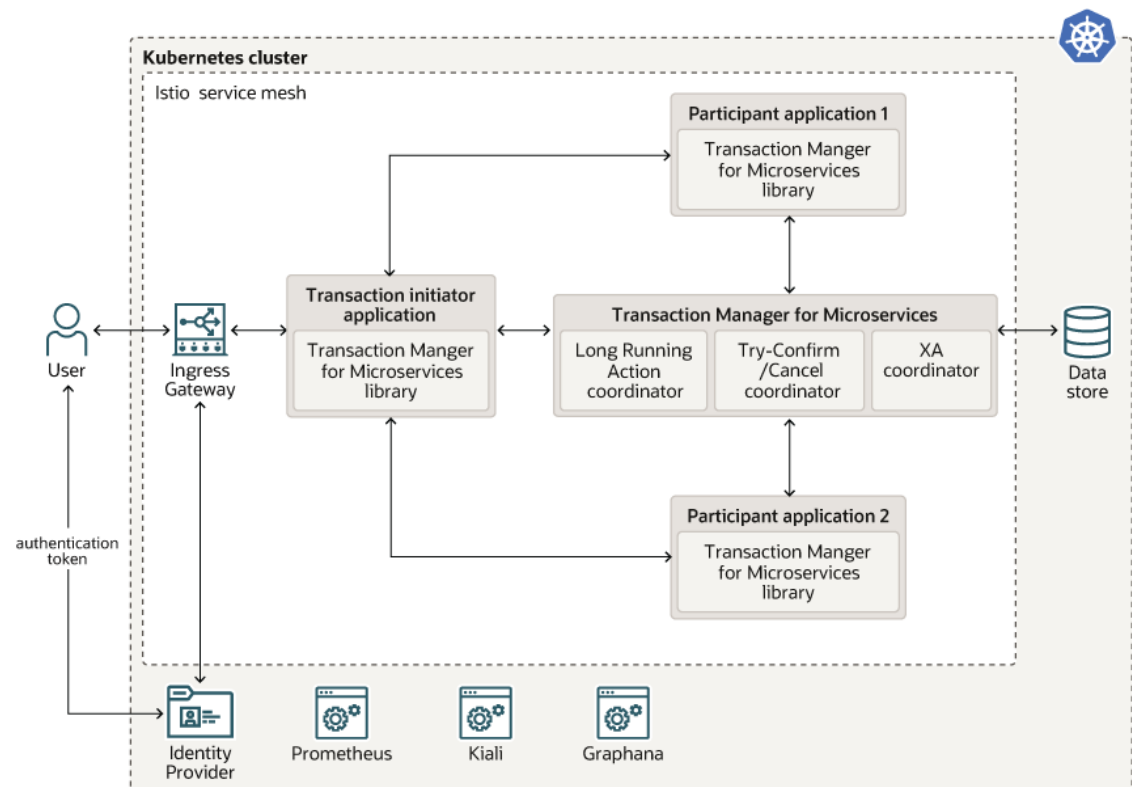 Kubernetes cluster
Istio service mesh
Participant application 1
Transaction Manger
for Microservices
library
Transaction initiator
application
Transaction Manger
for Microservices
library
Transaction Manager for Microservices
Long Running
Action
coordinator
Try-Confirm
/Cancel
coordinator
XA
coordinator
User
Ingress
Gateway
Data
store
Participant application 2
Transaction Manger
for Microservices
library
authentication
token
Identity
Provider
Prometheus
Kiali
Graphana